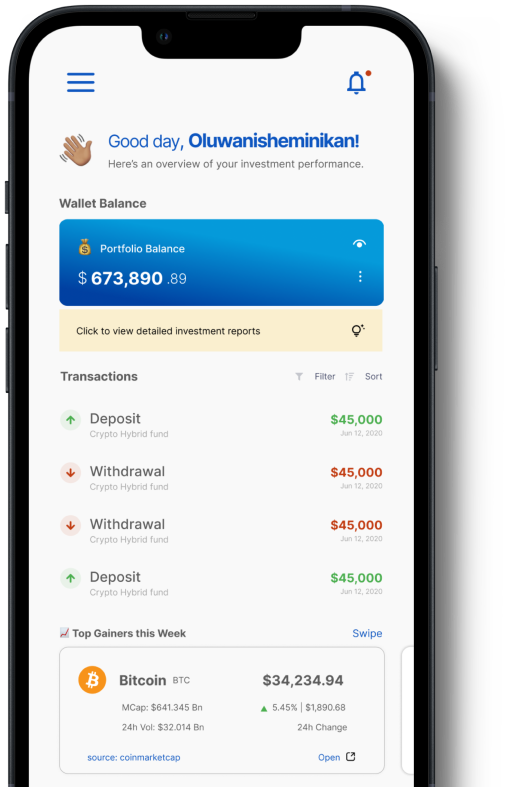 Good day, Oluwanisheminikan!
Here's an overview of your investment performance.
Wallet Balance
Portfolio Balance
$ 673,890 .89
Click to view detailed investment reports
Transactions Filter Sort
Deposit $45,000
Crypto Hybrid fund Jun 12, 2020
Withdrawal $45,000
Crypto Hybrid fund Jun 12, 2020
Withdrawal $45,000
Crypto Hybrid fund Jun 12, 2020
Deposit $45,000
Crypto Hybrid fund Jun 12, 2020
Top Gainers this Week Swipe
Bitcoin BTC $34,234.94
MCap: $641.345 Bn 5.45% | $1,890.68
24h Vol: $32.014 Bn 24h Change
source: coinmarketcap Open